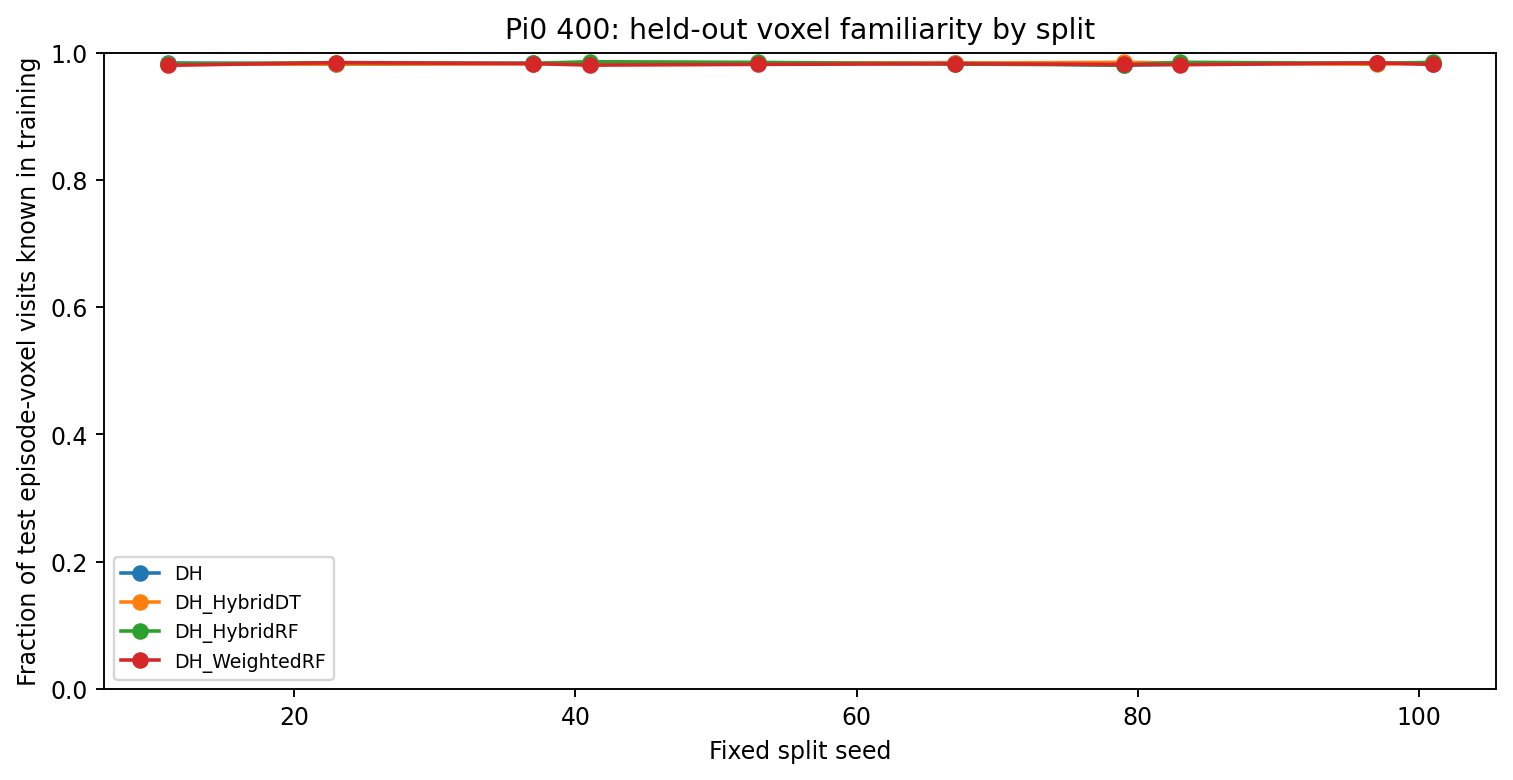 Pi0 400: held-out voxel familiarity by split
Fraction of test episode-voxel visits known in training
1.0
0.8
0.6
0.4
0.2
0.0
DH
DH_HybridDT
DH_HybridRF
DH_WeightedRF
20
40
60
80
100
Fixed split seed